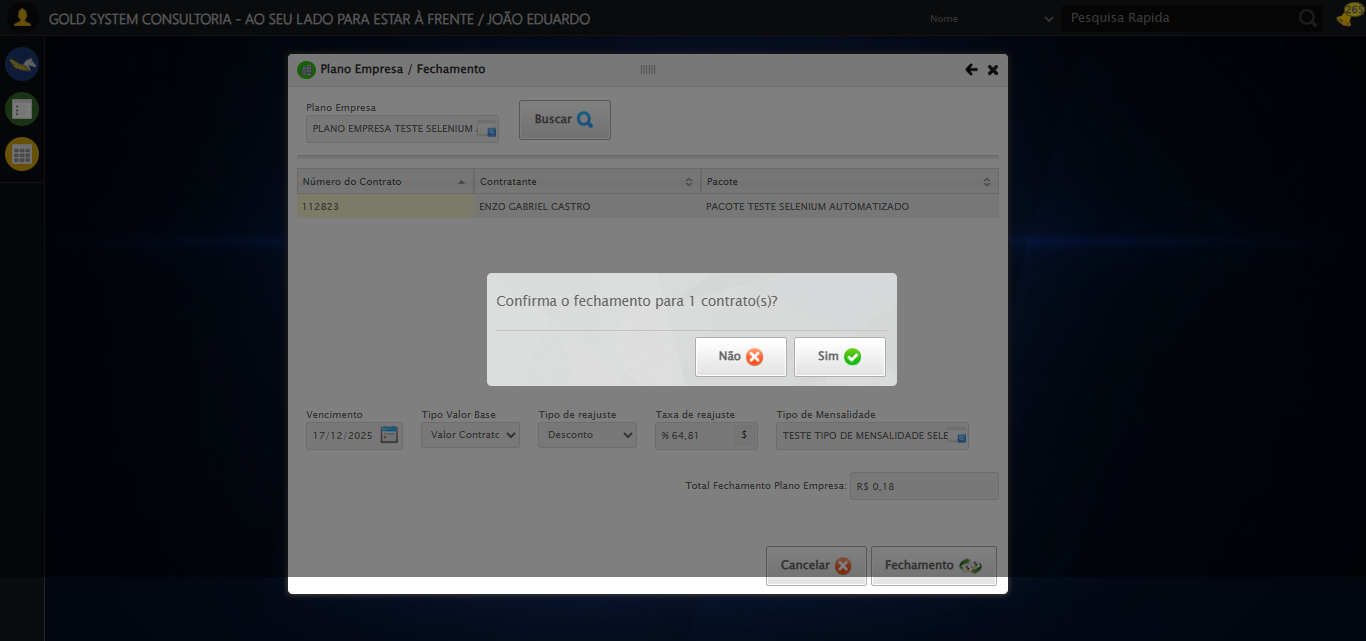 GOLD SYSTEM CONSULTORIA - AO SEU LADO PARA ESTAR À FRENTE / JOÃO EDUARDO
Nome
Pesquisa Rapida
265
Plano Empresa / Fechamento
Plano Empresa
PLANO EMPRESA TESTE SELENIUM
Buscar
Número do Contrato Contratante Pacote
112823 ENZO GABRIEL CASTRO PACOTE TESTE SELENIUM AUTOMATIZADO
Confirma o fechamento para 1 contrato(s)?
Não Sim
Vencimento Tipo Valor Base Tipo de reajuste Taxa de reajuste Tipo de Mensalidade
17/12/2025 Valor Contrato Desconto % 64,81 $ TESTE TIPO DE MENSALIDADE SELE
Total Fechamento Plano Empresa: R$ 0,18
Cancelar Fechamento